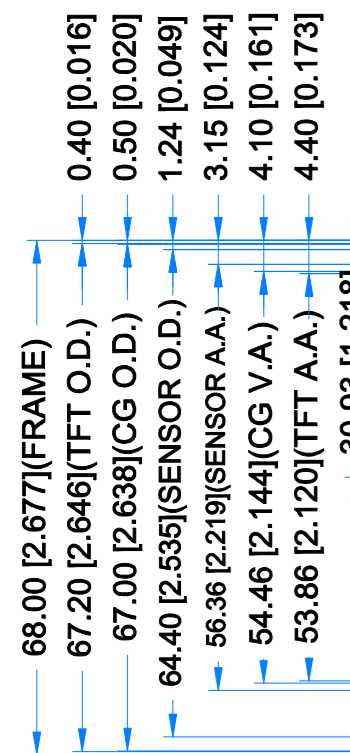 0.40 [0.016]
0.50 [0.020]
1.24 [0.049]
3.15 [0.124]
4.10 [0.161]
4.40 [0.173]
68.00 [2.677](FRAME)
67.20 [2.646](TFT O.D.)
67.00 [2.638](CG O.D.)
64.40 [2.535](SENSOR O.D.)
56.36 [2.219](SENSOR A.A.)
54.46 [2.144](CG V.A.)
53.86 [2.120](TFT A.A.)